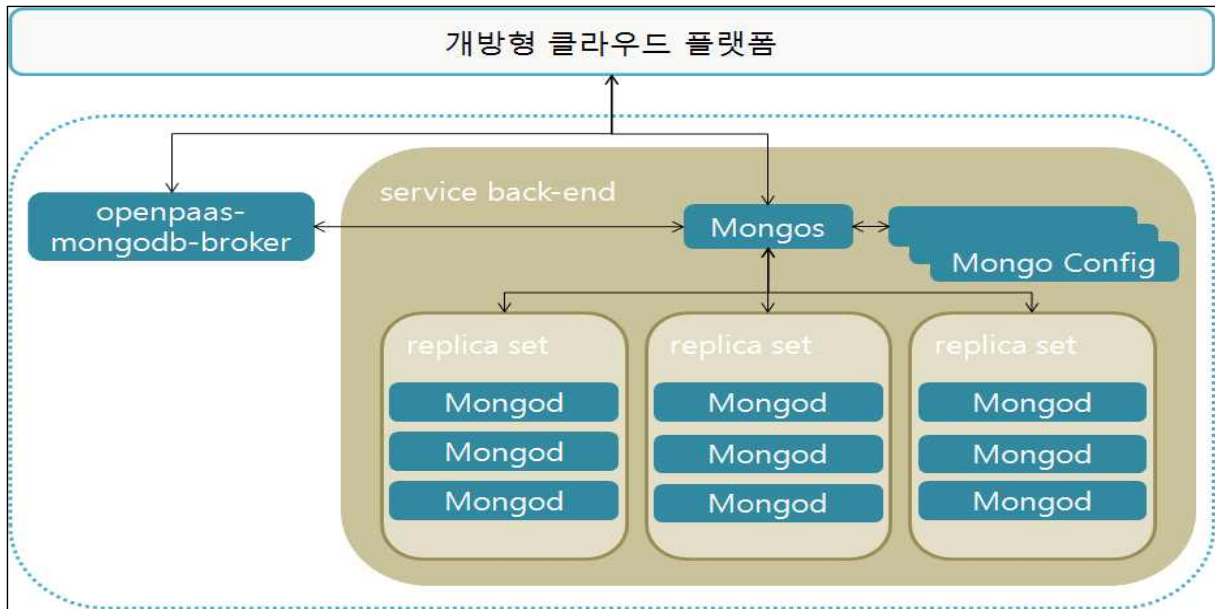 개방형 클라우드 플랫폼
service back-end
openpaas-
mongodb-broker
Mongos
Mongo Config
replica set
replica set
replica set
Mongod
Mongod
Mongod
Mongod
Mongod
Mongod
Mongod
Mongod
Mongod